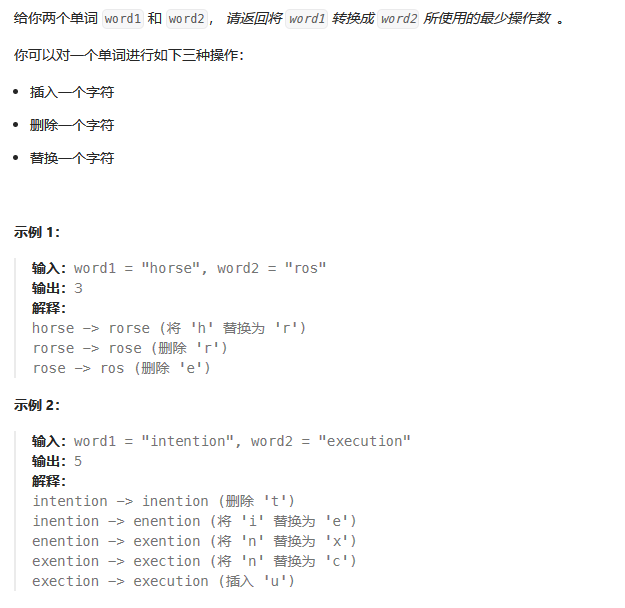 给你两个单词 word1 和 word2， 请返回将 word1 转换成 word2 所使用的最少操作数 。
你可以对一个单词进行如下三种操作：
• 插入一个字符
• 删除一个字符
• 替换一个字符
示例 1：
输入：word1 = "horse", word2 = "ros"
输出：3
解释：
horse -> rorse (将 'h' 替换为 'r')
rorse -> rose (删除 'r')
rose -> ros (删除 'e')
示例 2：
输入：word1 = "intention", word2 = "execution"
输出：5
解释：
intention -> inention (删除 't')
inention -> enention (将 'i' 替换为 'e')
enention -> exention (将 'n' 替换为 'x')
exention -> exection (将 'n' 替换为 'c')
exection -> execution (插入 'u')